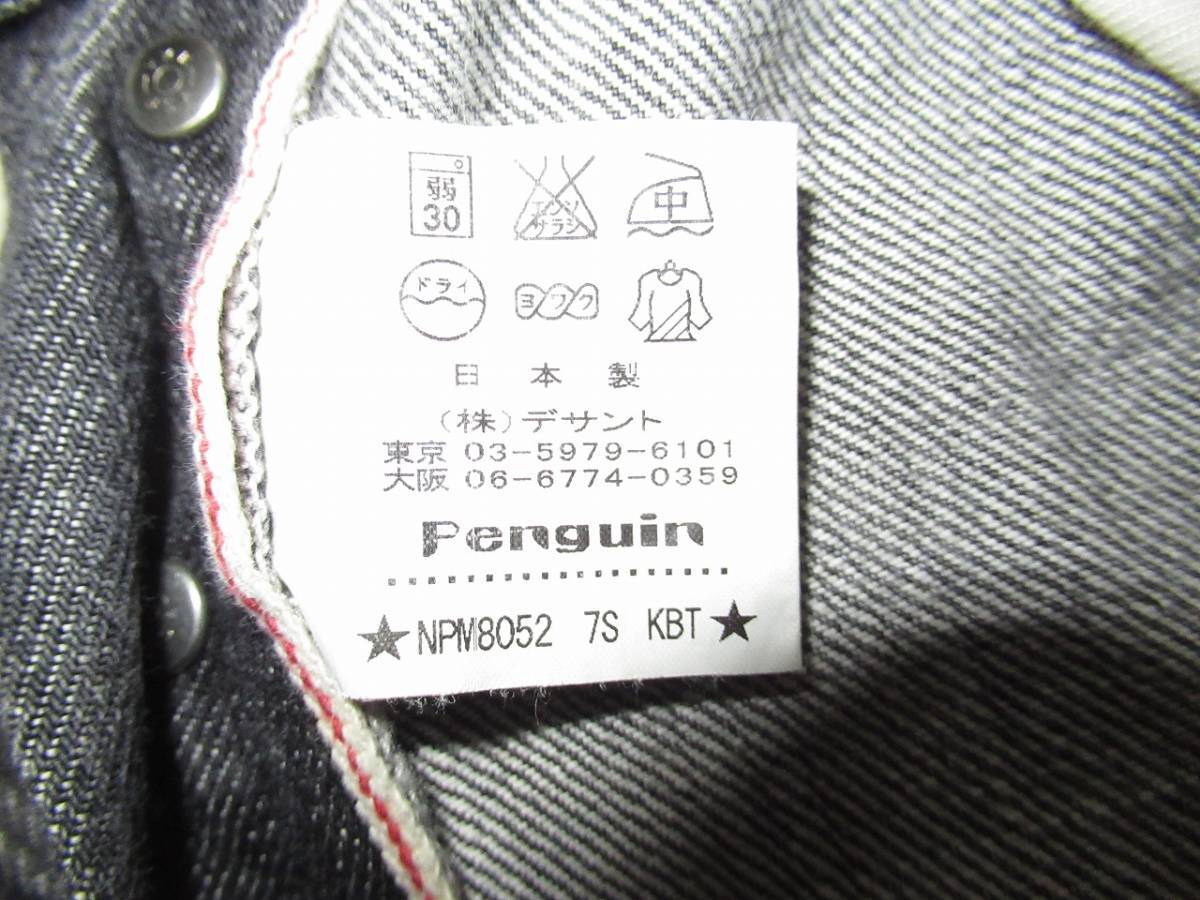 弱
30
エンソ
サラシ
中
ドライ
ヨワク
日本製
(株)デサント
東京 03-5979-6101
大阪 06-6774-0359
Penguin
★NPM8052 7S KBT★